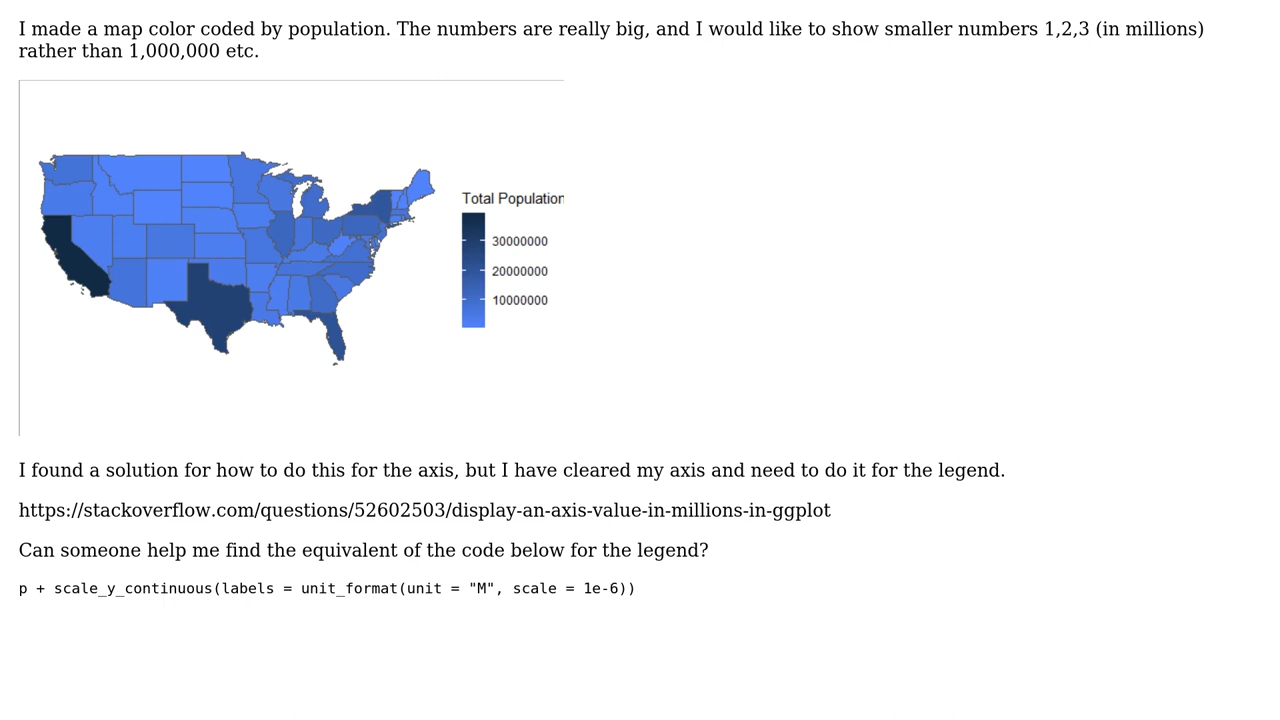 I made a map color coded by population. The numbers are really big, and I would like to show smaller numbers 1,2,3 (in millions)
rather than 1,000,000 etc.
Total Population
30000000
20000000
10000000
I found a solution for how to do this for the axis, but I have cleared my axis and need to do it for the legend.
https://stackoverflow.com/questions/52602503/display-an-axis-value-in-millions-in-ggplot
Can someone help me find the equivalent of the code below for the legend?
p + scale_y_continuous(labels = unit_format(unit = "M", scale = 1e-6))